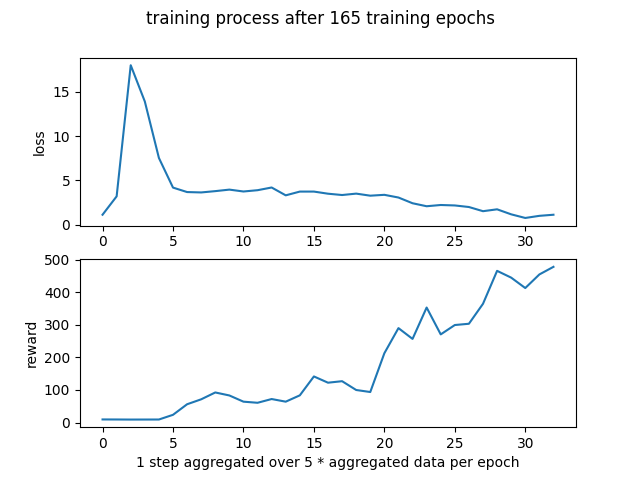 training process after 165 training epochs
15
10
5
0
loss
0 5 10 15 20 25 30
500
400
300
200
100
0
reward
0 5 10 15 20 25 30
1 step aggregated over 5 * aggregated data per epoch